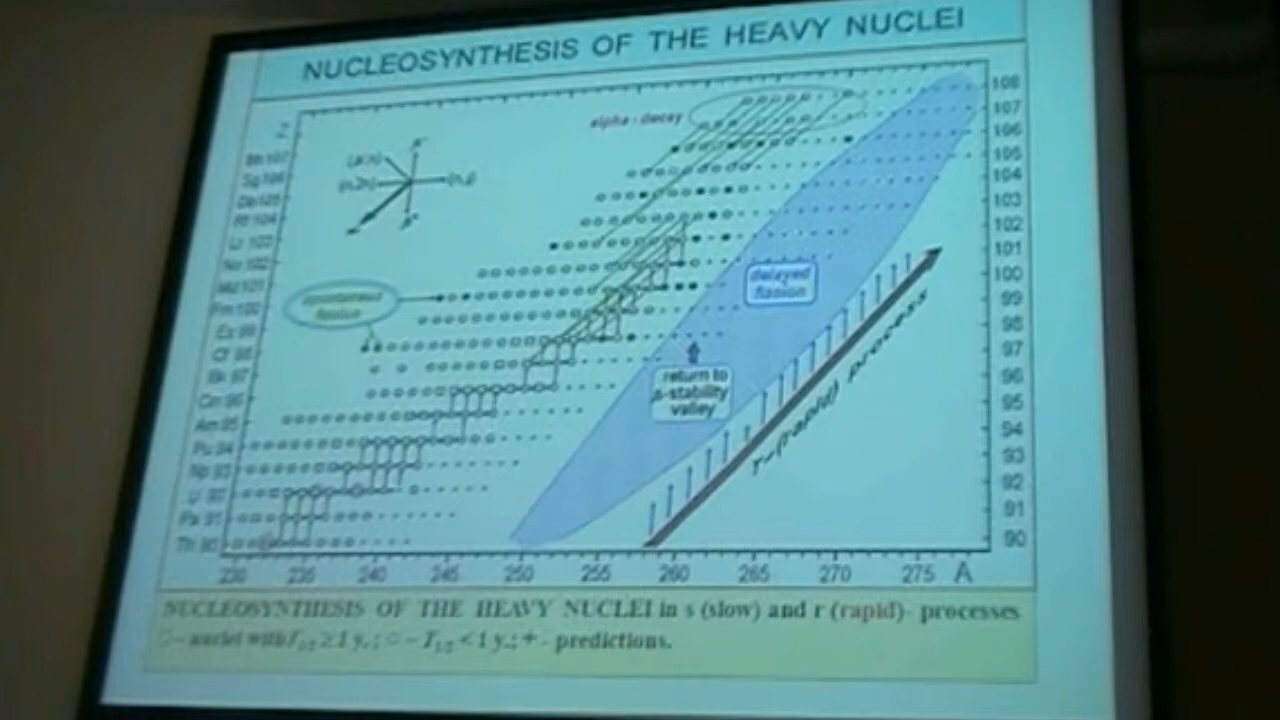 NUCLEOSYNTHESIS OF THE HEAVY NUCLEI
alpha - decay
108
107
106
105
104
103
102
101
100
99
98
97
96
95
94
93
92
91
90
Z
Bh 107
Sg 106
Db 105
Rf 104
Lr 103
No 102
Md 101
Fm 100
Es 99
Cf 98
Bk 97
Cm 96
Am 95
Pu 94
Np 93
U 92
Pa 91
Th 90
(n,2n)
(n,γ)
spontaneous
fission
delayed
fission
return to
β-stability
valley
r-(rapid) process
230 235 240 245 250 255 260 265 270 275 A
NUCLEOSYNTHESIS OF THE HEAVY NUCLEI in s (slow) and r (rapid)- processes
□ – nuclei with T1/2 ≥ 1 y.; ○ – T1/2 < 1 y.; + - predictions.